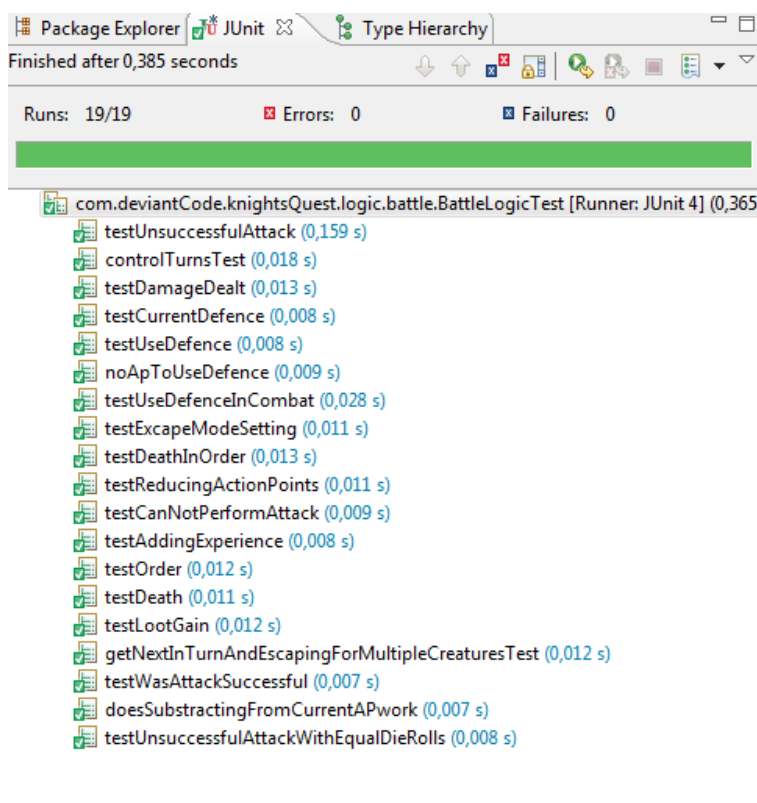 Package Explorer JUnit Type Hierarchy
Finished after 0,385 seconds
Runs: 19/19 Errors: 0 Failures: 0
com.deviantCode.knightsQuest.logic.battle.BattleLogicTest [Runner: JUnit 4] (0,365
testUnsuccessfulAttack (0,159 s)
controlTurnsTest (0,018 s)
testDamageDealt (0,013 s)
testCurrentDefence (0,008 s)
testUseDefence (0,008 s)
noApToUseDefence (0,009 s)
testUseDefenceInCombat (0,028 s)
testExcapeModeSetting (0,011 s)
testDeathInOrder (0,013 s)
testReducingActionPoints (0,011 s)
testCanNotPerformAttack (0,009 s)
testAddingExperience (0,008 s)
testOrder (0,012 s)
testDeath (0,011 s)
testLootGain (0,012 s)
getNextInTurnAndEscapingForMultipleCreaturesTest (0,012 s)
testWasAttackSuccessful (0,007 s)
doesSubstractingFromCurrentAPwork (0,007 s)
testUnsuccessfulAttackWithEqualDieRolls (0,008 s)